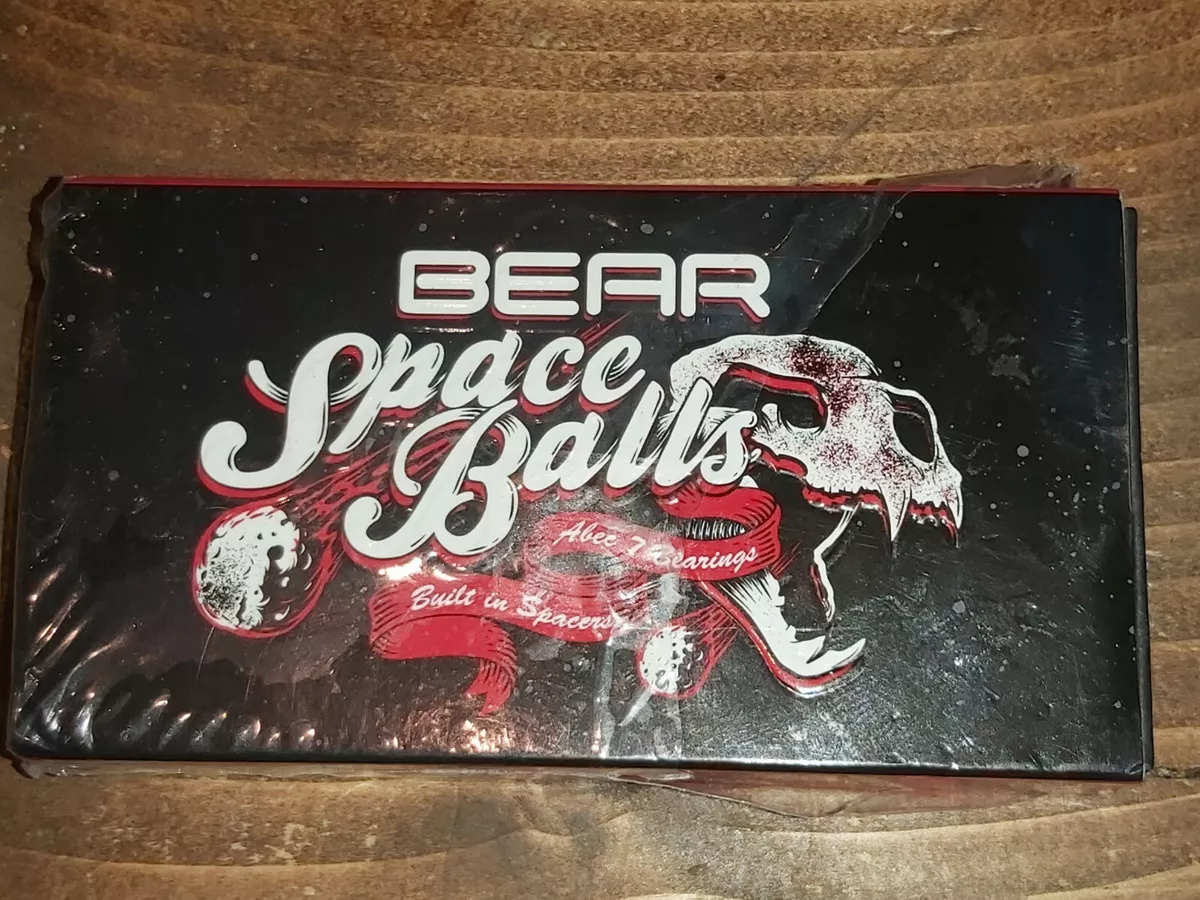 BEAR
Space
Balls
Abec 7 Bearings
Built in Spacers